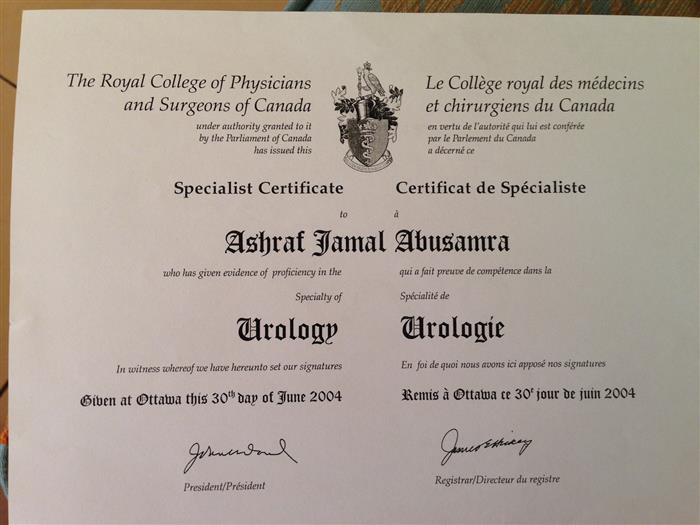 The Royal College of Physicians
and Surgeons of Canada
under authority granted to it
by the Parliament of Canada
has issued this
Le Collège royal des médecins
et chirurgiens du Canada
en vertu de l'autorité qui lui est conférée
par le Parlement du Canada
a décerné ce
Specialist Certificate
Certificat de Spécialiste
to
à
Ashraf Jamal Abusamra
who has given evidence of proficiency in the
qui a fait preuve de compétence dans la
Specialty of
Spécialité de
Urology
Urologie
In witness whereof we have hereunto set our signatures
En foi de quoi nous avons ici apposé nos signatures
Given at Ottawa this 30th day of June 2004
Remis à Ottawa ce 30e jour de juin 2004
President/Président
Registrar/Directeur du registre